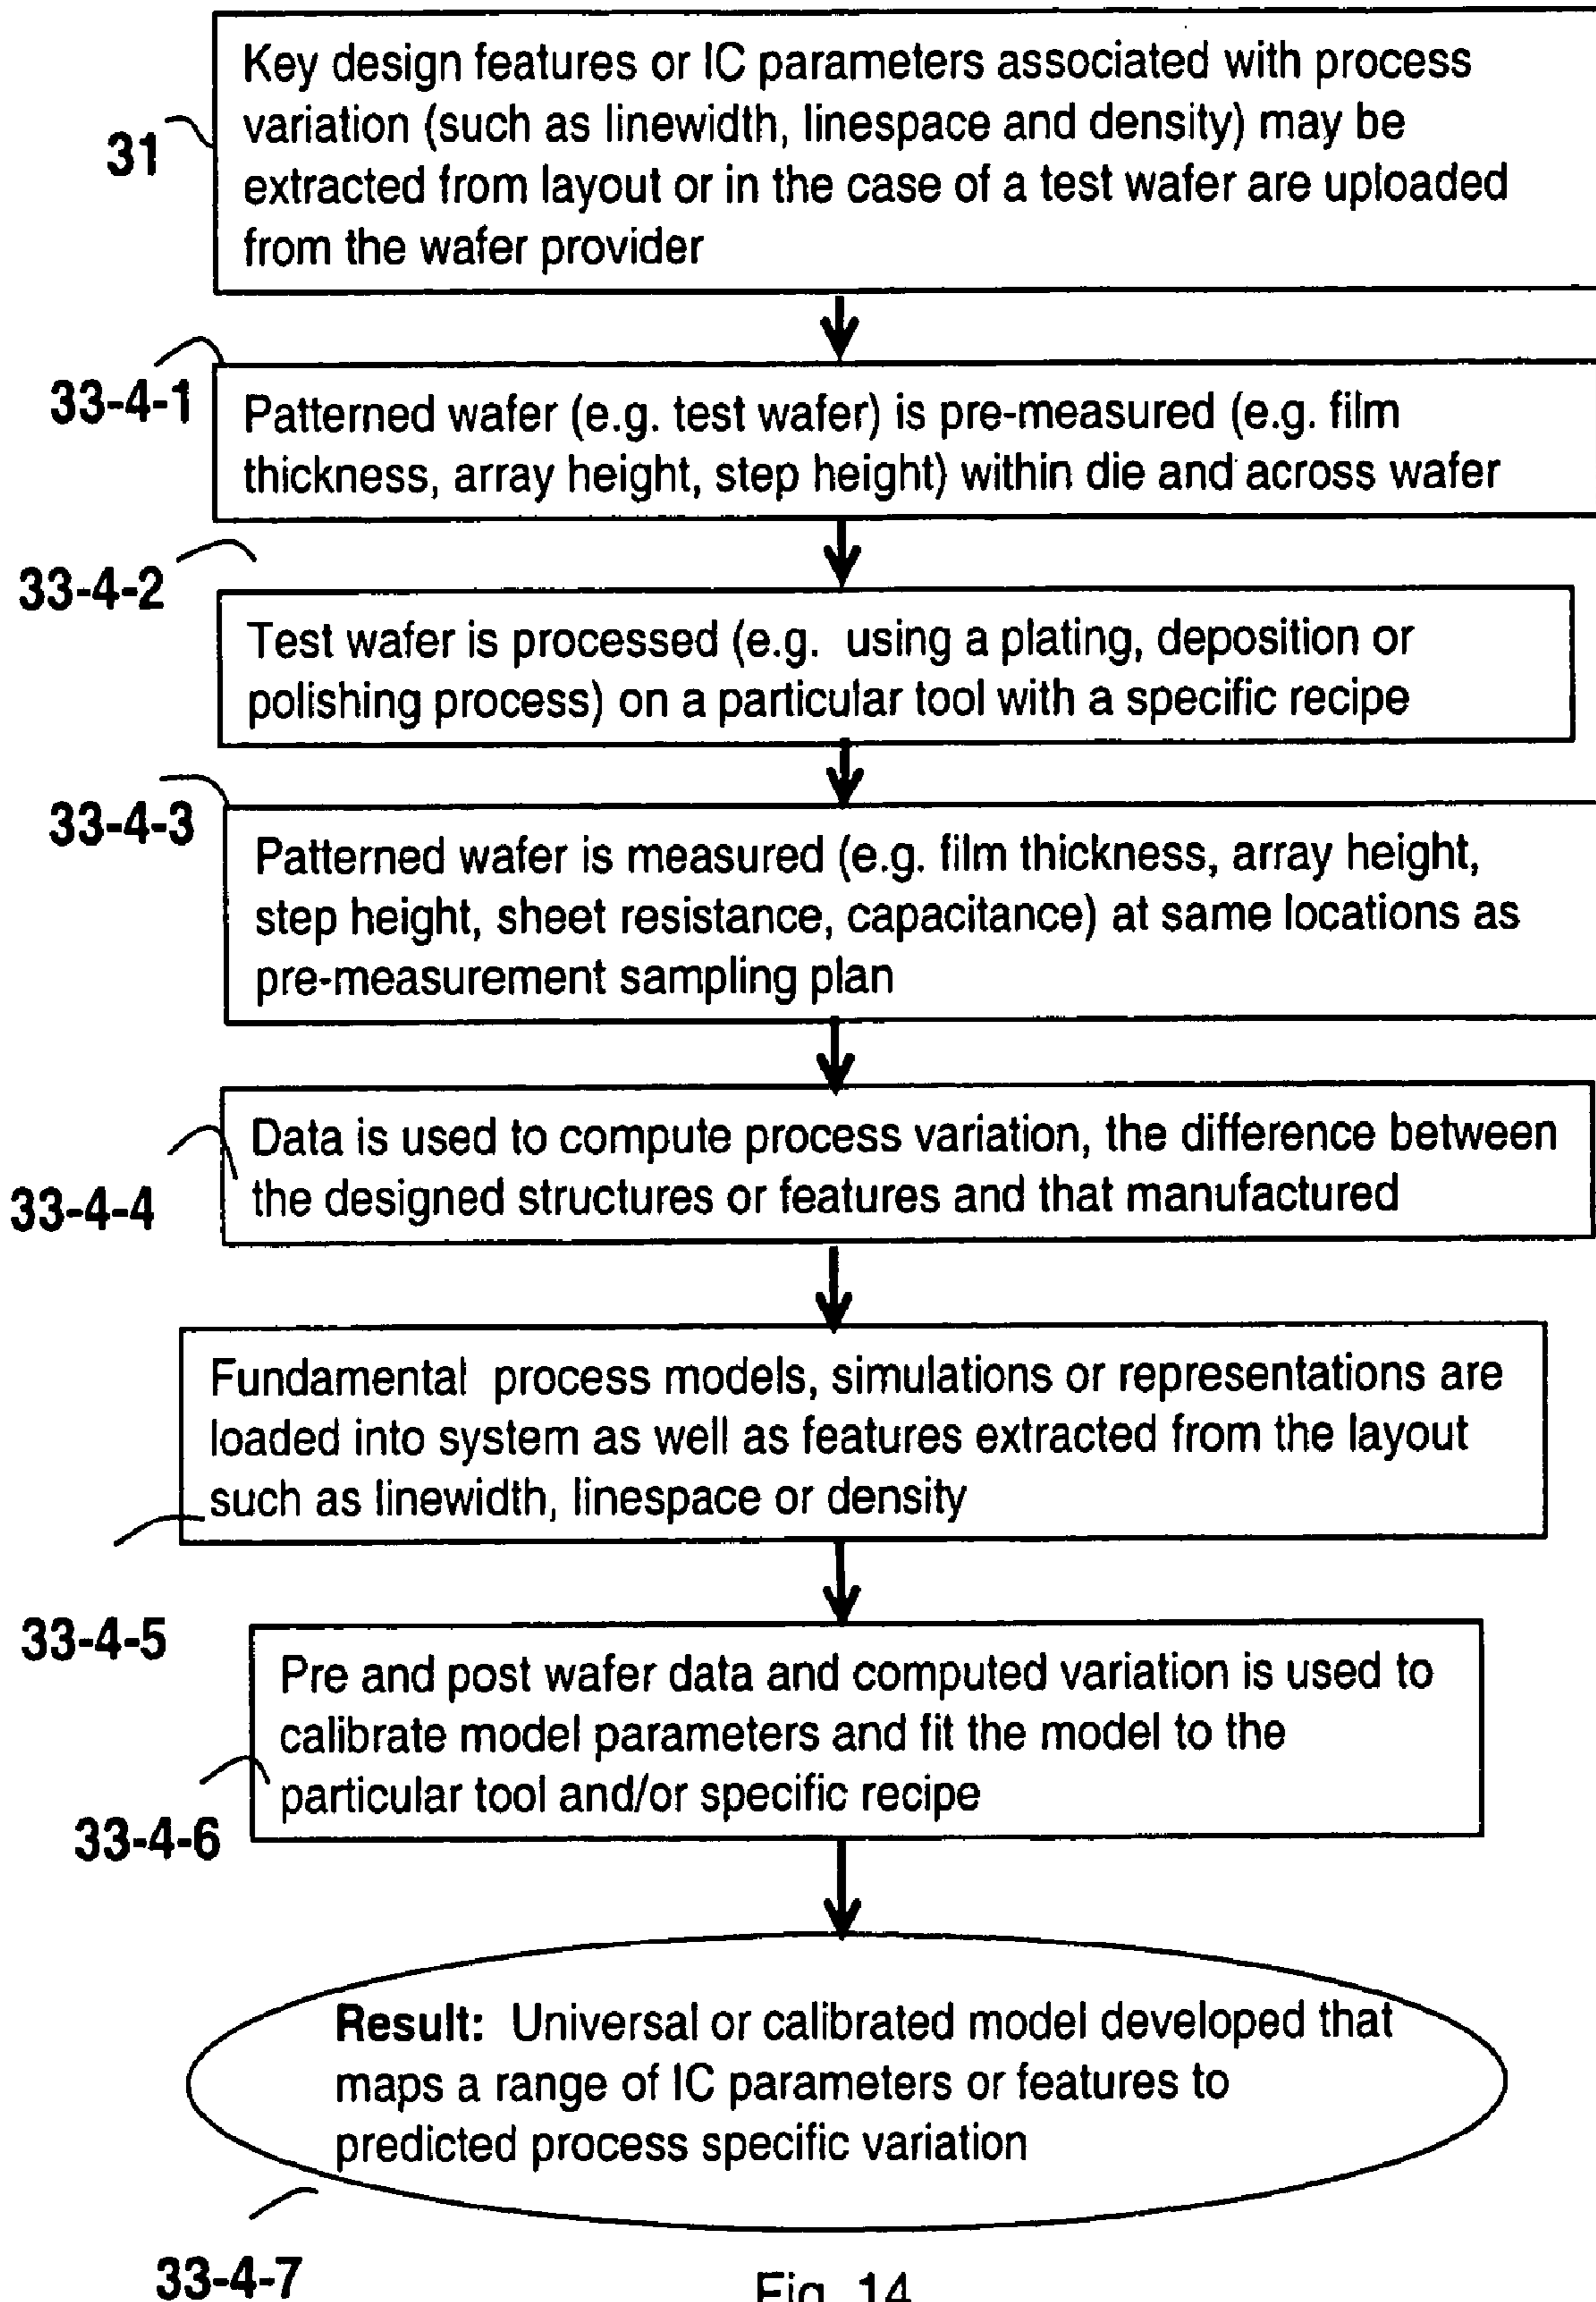 Key design features or IC parameters associated with process
variation (such as linewidth, linespace and density) may be
extracted from layout or in the case of a test wafer are uploaded
from the wafer provider
31
33-4-1
Patterned wafer (e.g. test wafer) is pre-measured (e.g. film
thickness, array height, step height) within die and across wafer
33-4-2
Test wafer is processed (e.g. using a plating, deposition or
polishing process) on a particular tool with a specific recipe
33-4-3
Patterned wafer is measured (e.g. film thickness, array height,
step height, sheet resistance, capacitance) at same locations as
pre-measurement sampling plan
Data is used to compute process variation, the difference between
the designed structures or features and that manufactured
33-4-4
Fundamental process models, simulations or representations are
loaded into system as well as features extracted from the layout
such as linewidth, linespace or density
33-4-5
Pre and post wafer data and computed variation is used to
calibrate model parameters and fit the model to the
particular tool and/or specific recipe
33-4-6
Result: Universal or calibrated model developed that
maps a range of IC parameters or features to
predicted process specific variation
33-4-7
Fig. 14